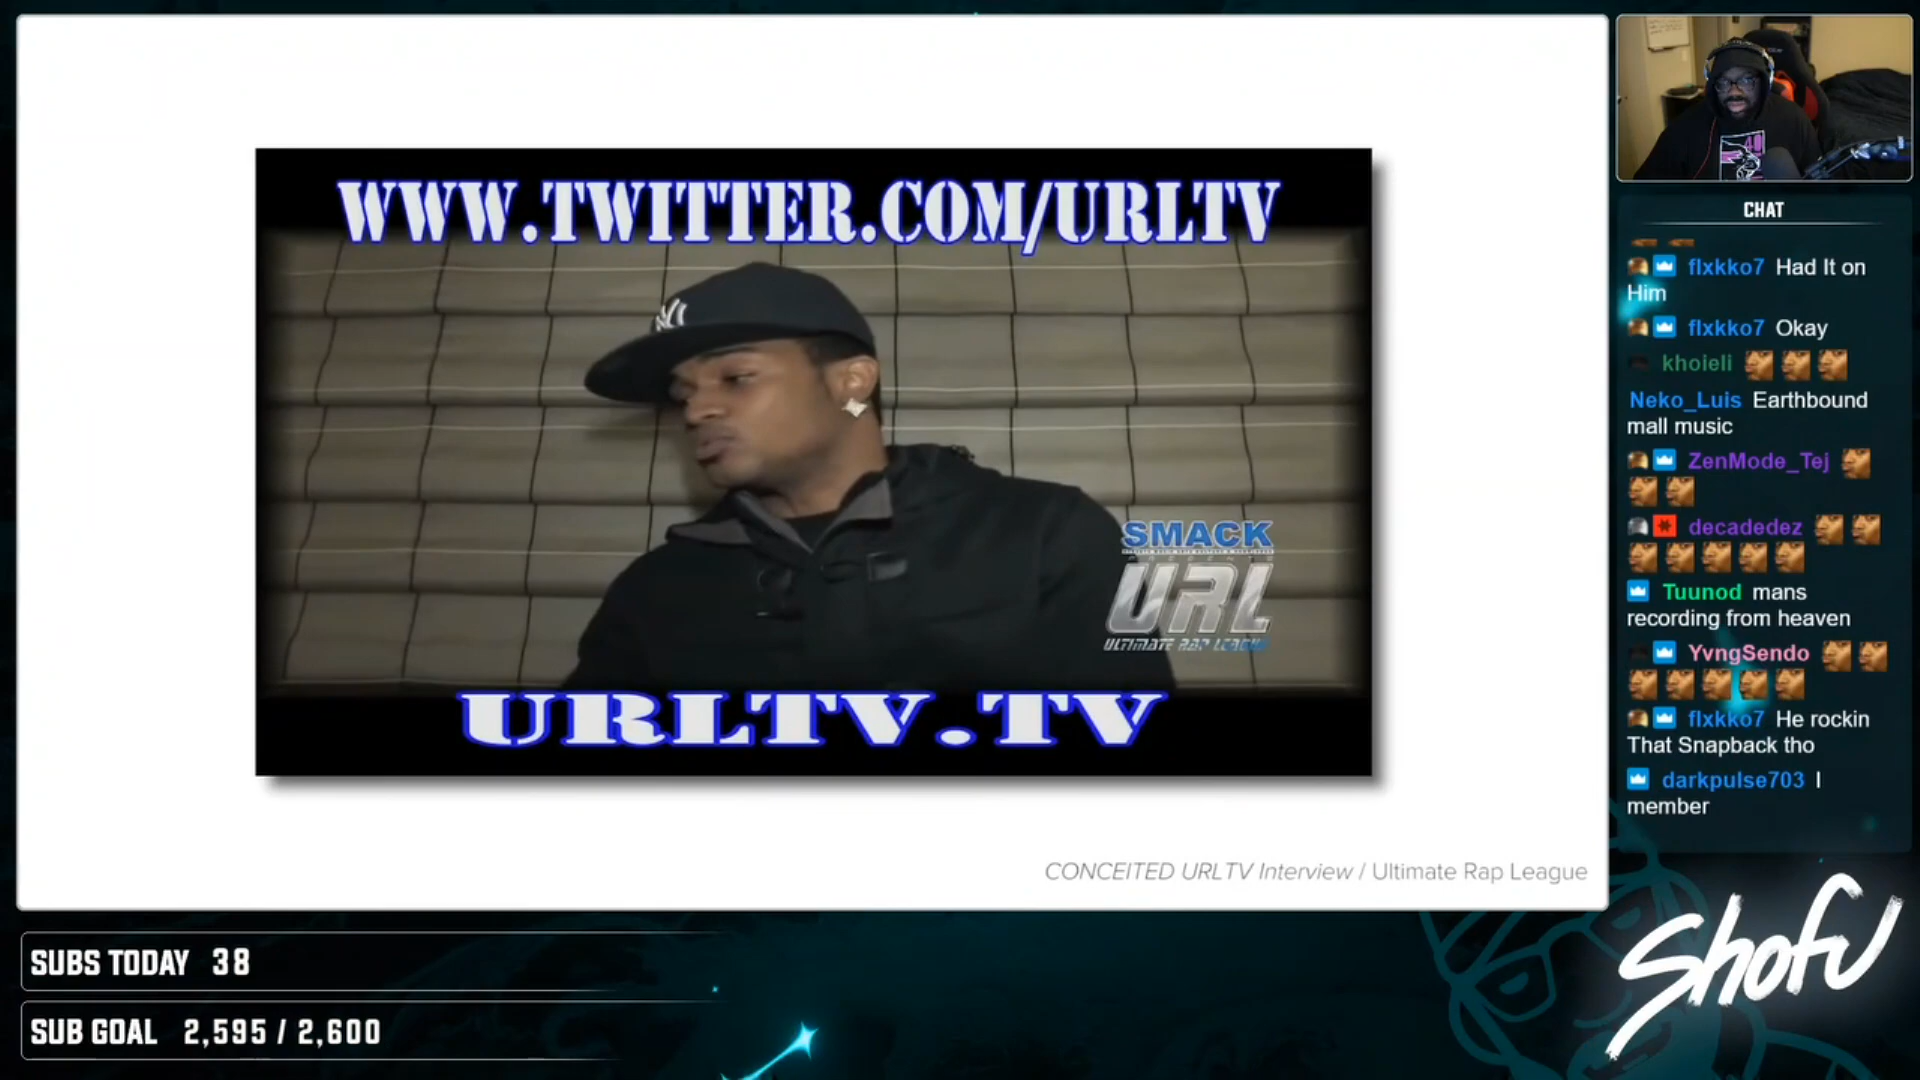 WWW.TWITTER.COM/URLTV
SMACK
URL
ULTIMATE RAP LEAGUE
URLTV.TV
CONCEITED URLTV Interview / Ultimate Rap League
CHAT
flxkko7 Had It on
Him
flxkko7 Okay
khoieli
Neko_Luis Earthbound
mall music
ZenMode_Tej
decadedez
Tuunod mans
recording from heaven
YvngSendo
flxkko7 He rockin
That Snapback tho
darkpulse703 I
member
SUBS TODAY 38
SUB GOAL 2,595 / 2,600
Shofu